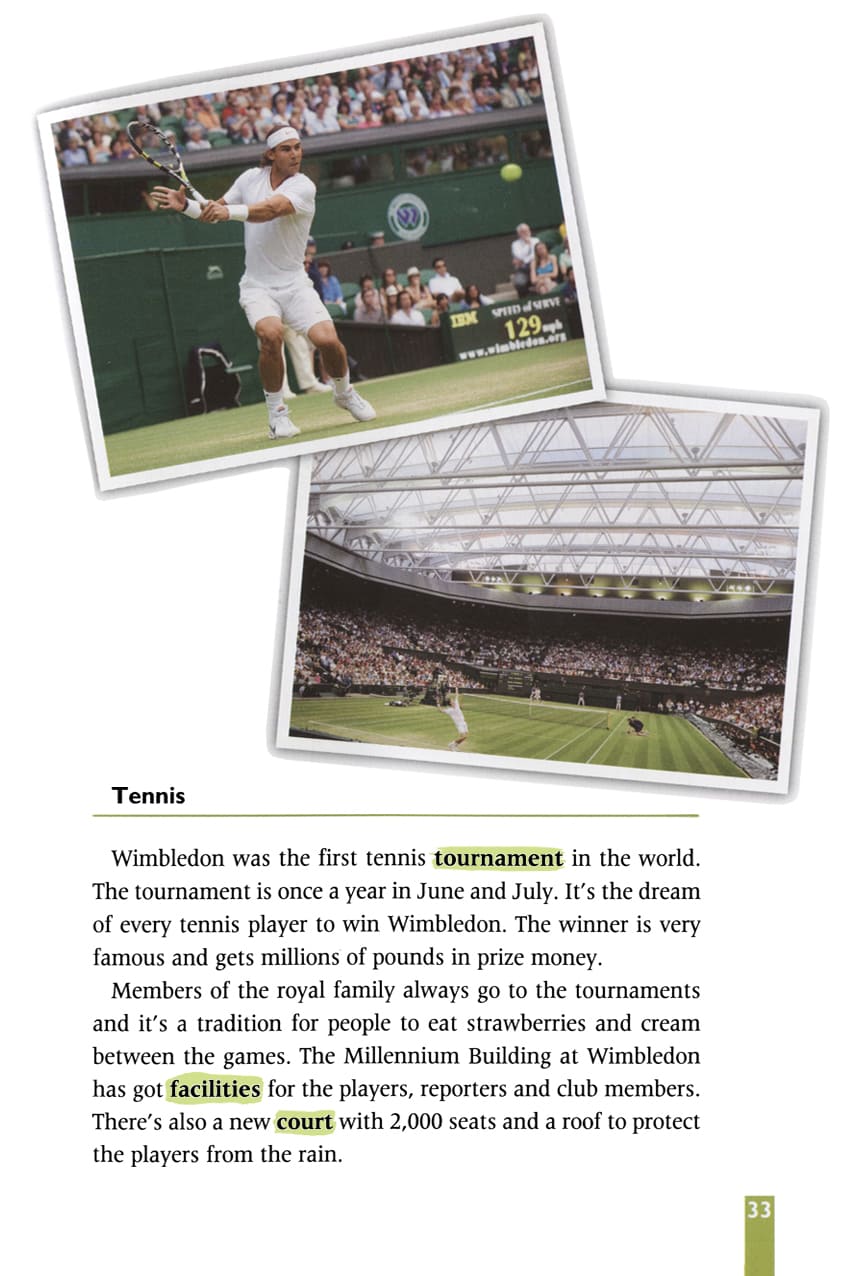 IBM
SPEED of SERVE
129mph
www.wimbledon.org
Tennis
Wimbledon was the first tennis tournament in the world.
The tournament is once a year in June and July. It's the dream
of every tennis player to win Wimbledon. The winner is very
famous and gets millions of pounds in prize money.
Members of the royal family always go to the tournaments
and it's a tradition for people to eat strawberries and cream
between the games. The Millennium Building at Wimbledon
has got facilities for the players, reporters and club members.
There's also a new court with 2,000 seats and a roof to protect
the players from the rain.
33